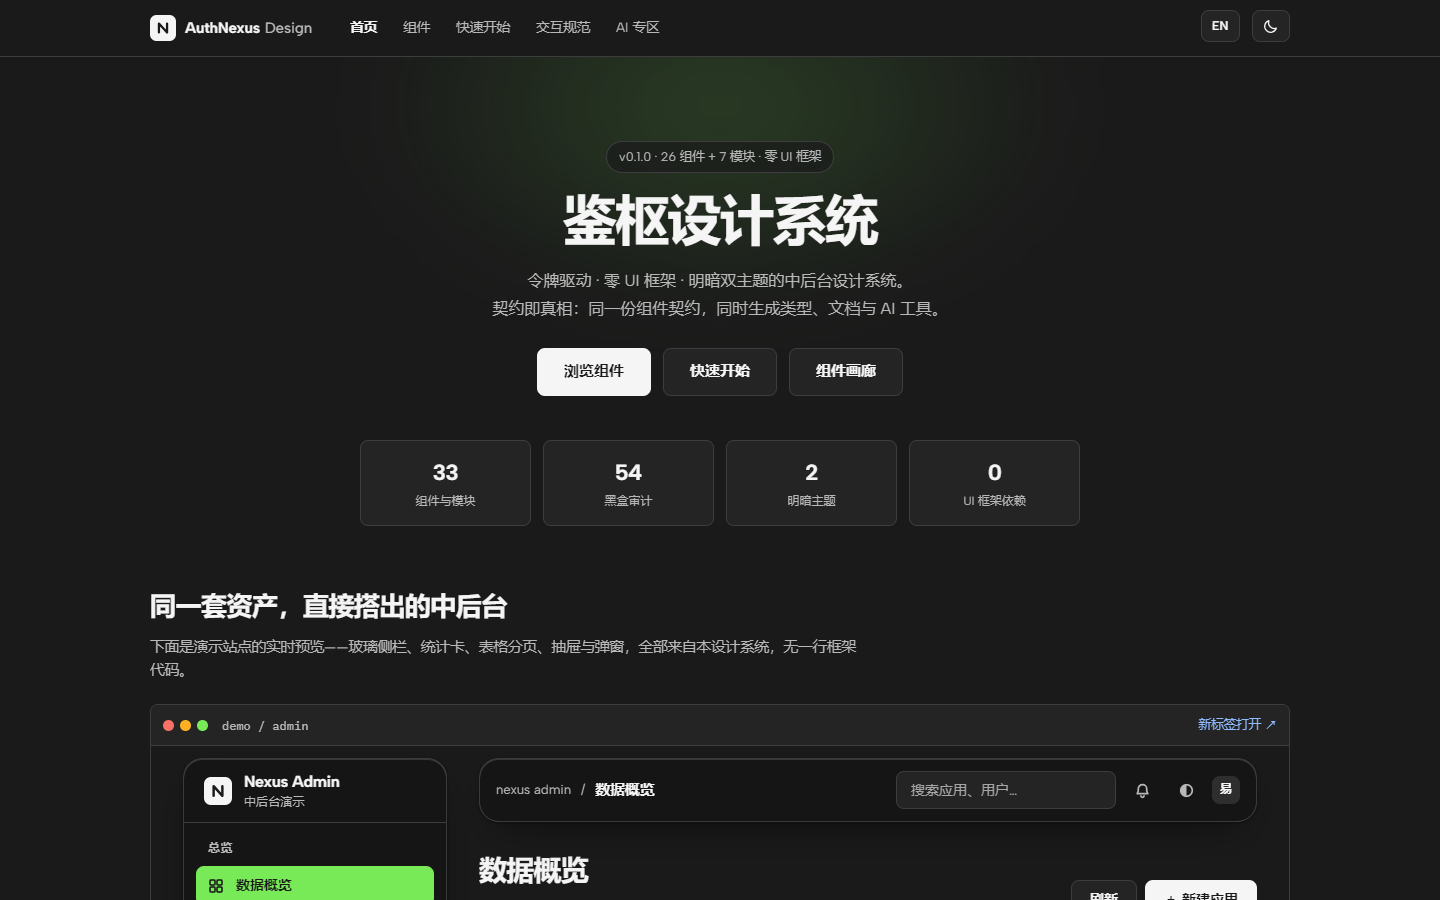 N AuthNexus Design 首页 组件 快速开始 交互规范 AI 专区 EN
v0.1.0 · 26 组件 + 7 模块 · 零 UI 框架
鉴枢设计系统
令牌驱动 · 零 UI 框架 · 明暗双主题的中后台设计系统。
契约即真相：同一份组件契约，同时生成类型、文档与 AI 工具。
浏览组件 快速开始 组件画廊
33 54 2 0
组件与模块 黑盒审计 明暗主题 UI 框架依赖
同一套资产，直接搭出的中后台
下面是演示站点的实时预览——玻璃侧栏、统计卡、表格分页、抽屉与弹窗，全部来自本设计系统，无一行框架
代码。
demo / admin 新标签打开 ↗
N Nexus Admin
中后台演示
nexus admin / 数据概览 搜索应用、用户… 易
总览
数据概览
数据概览
刷新 + 新建应用